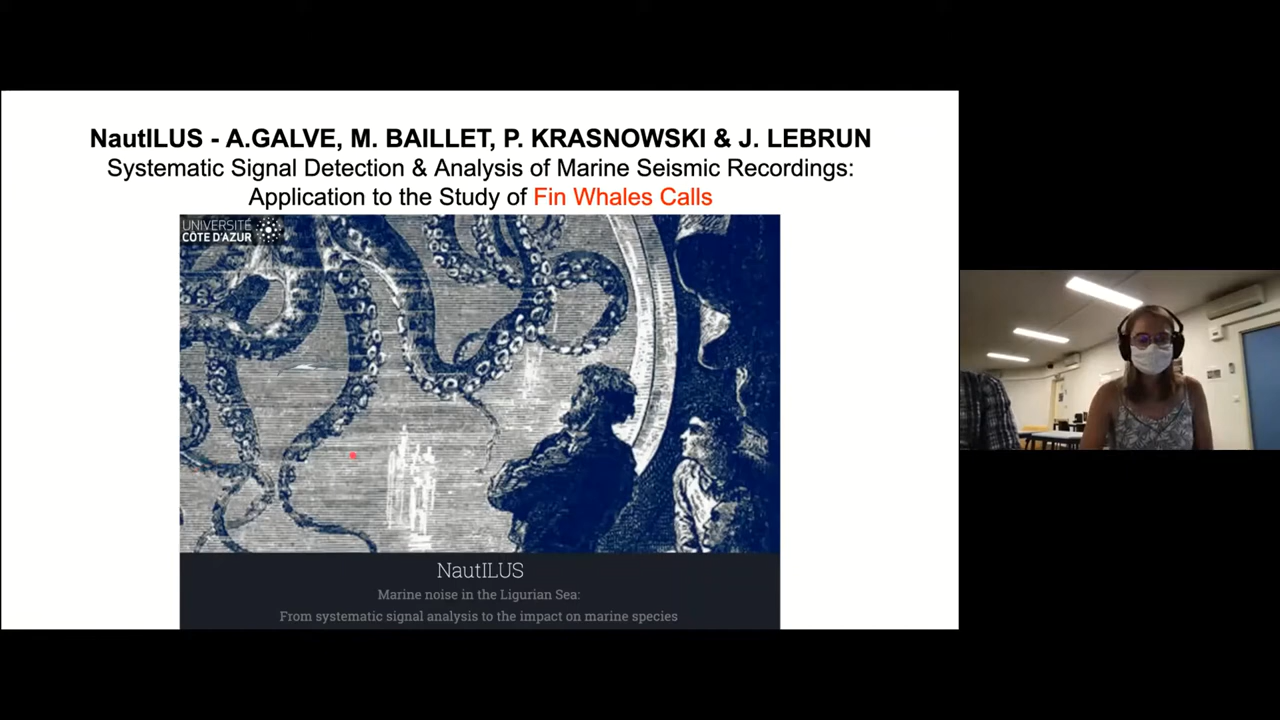 NautILUS - A.GALVE, M. BAILLET, P. KRASNOWSKI & J. LEBRUN
Systematic Signal Detection & Analysis of Marine Seismic Recordings:
Application to the Study of Fin Whales Calls
UNIVERSITÉ
CÔTE D'AZUR
NautILUS
Marine noise in the Ligurian Sea:
From systematic signal analysis to the impact on marine species